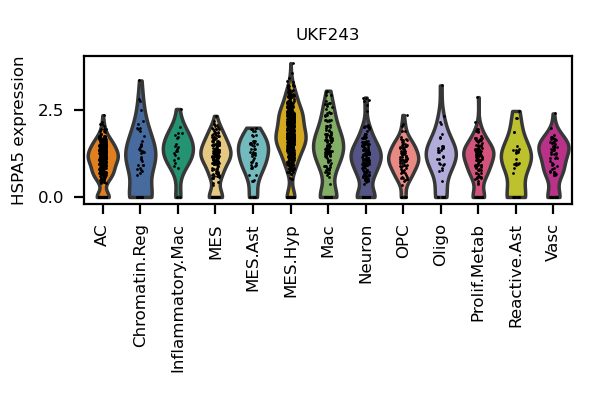 UKF243
HSPA5 expression
2.5
0.0
AC
Chromatin.Reg
Inflammatory.Mac
MES
MES.Ast
MES.Hyp
Mac
Neuron
OPC
Oligo
Prolif.Metab
Reactive.Ast
Vasc